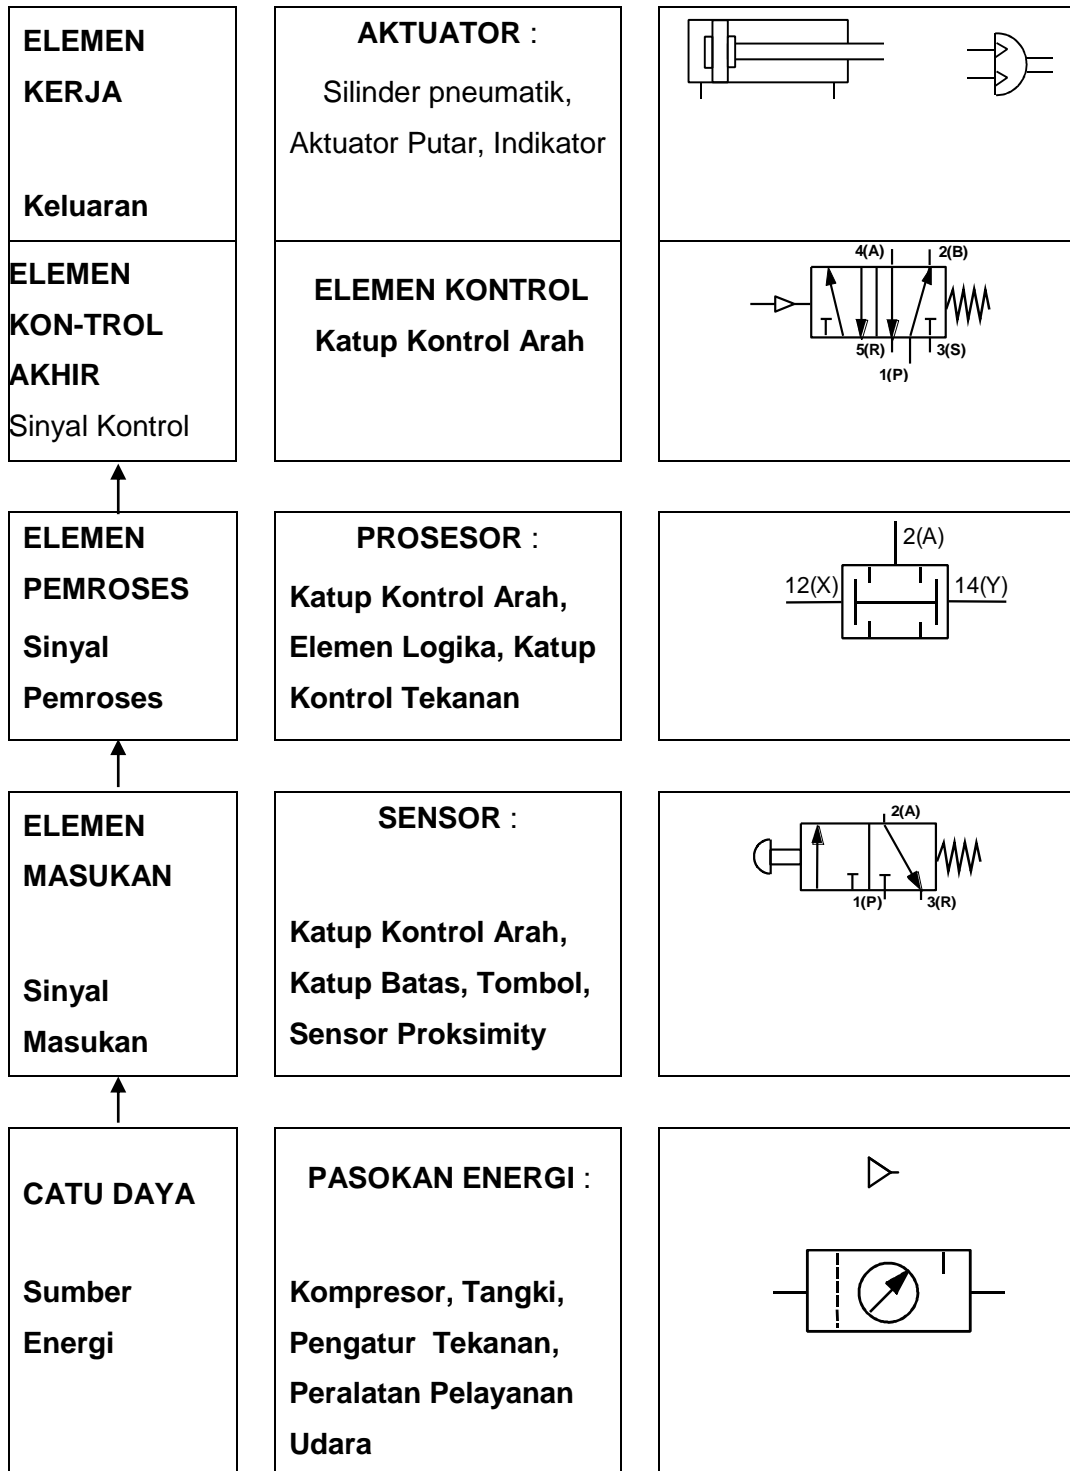 ELEMEN
KERJA
Keluaran
AKTUATOR :
Silinder pneumatik,
Aktuator Putar, Indikator
ELEMEN
KON-TROL
AKHIR
Sinyal Kontrol
ELEMEN KONTROL
Katup Kontrol Arah
4(A)
2(B)
5(R)
3(S)
1(P)
ELEMEN
PEMROSES
Sinyal
Pemroses
PROSESOR :
Katup Kontrol Arah,
Elemen Logika, Katup
Kontrol Tekanan
2(A)
12(X)
14(Y)
ELEMEN
MASUKAN
Sinyal
Masukan
SENSOR :
Katup Kontrol Arah,
Katup Batas, Tombol,
Sensor Proksimity
2(A)
1(P)
3(R)
CATU DAYA
Sumber
Energi
PASOKAN ENERGI :
Kompresor, Tangki,
Pengatur Tekanan,
Peralatan Pelayanan
Udara